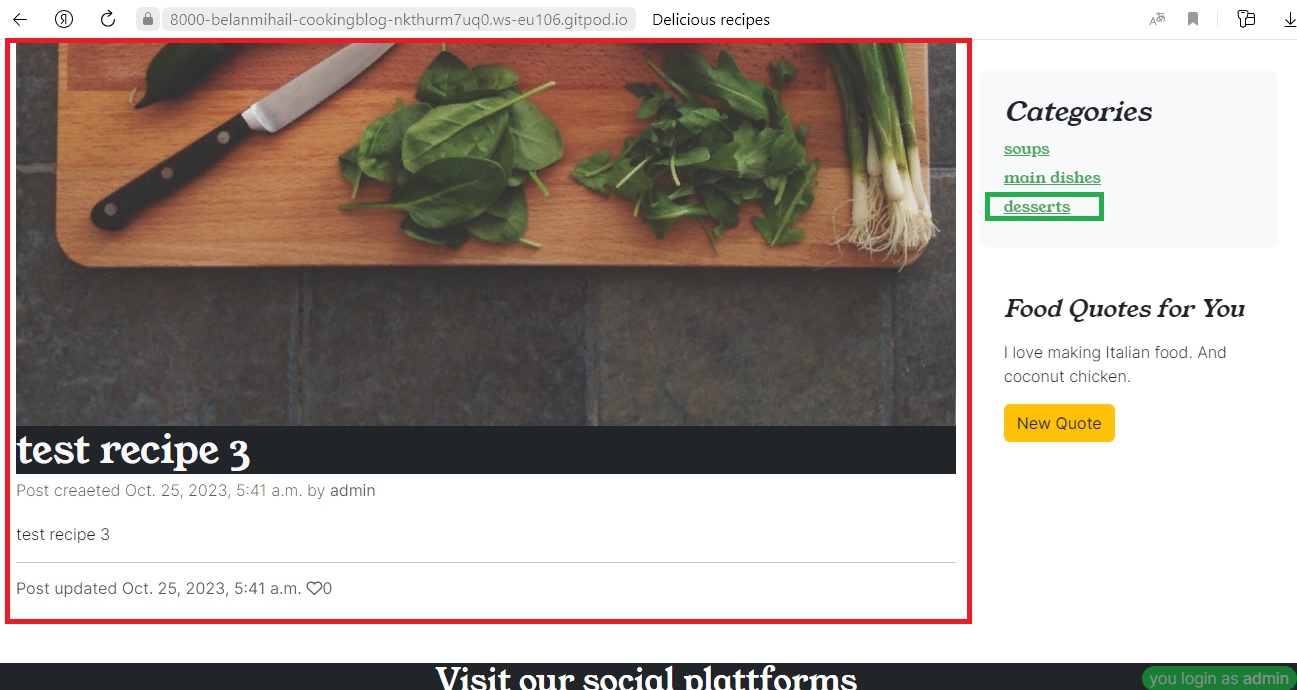 8000-belanmihail-cookingblog-nkthurm7uq0.ws-eu106.gitpod.io Delicious recipes
test recipe 3
Post creaeted Oct. 25, 2023, 5:41 a.m. by admin
test recipe 3
Post updated Oct. 25, 2023, 5:41 a.m. 0
Categories
soups
main dishes
desserts
Food Quotes for You
I love making Italian food. And
coconut chicken.
New Quote
Visit our social plattforms
you login as admin